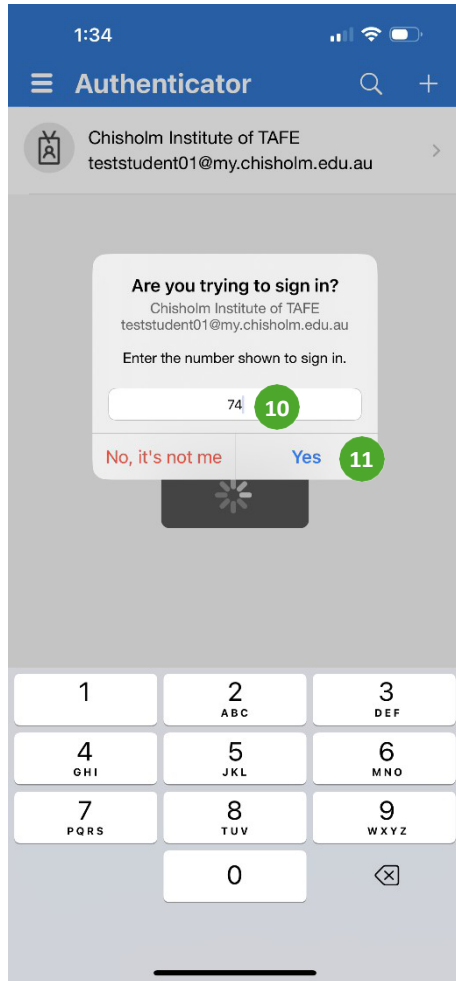 1:34
Authenticator
Chisholm Institute of TAFE
teststudent01@my.chisholm.edu.au
Are you trying to sign in?
Chisholm Institute of TAFE
teststudent01@my.chisholm.edu.au
Enter the number shown to sign in.
74 10
No, it's not me Yes 11
1 2 3
ABC DEF
4 5 6
GHI JKL MNO
7 8 9
PQRS TUV WXYZ
0